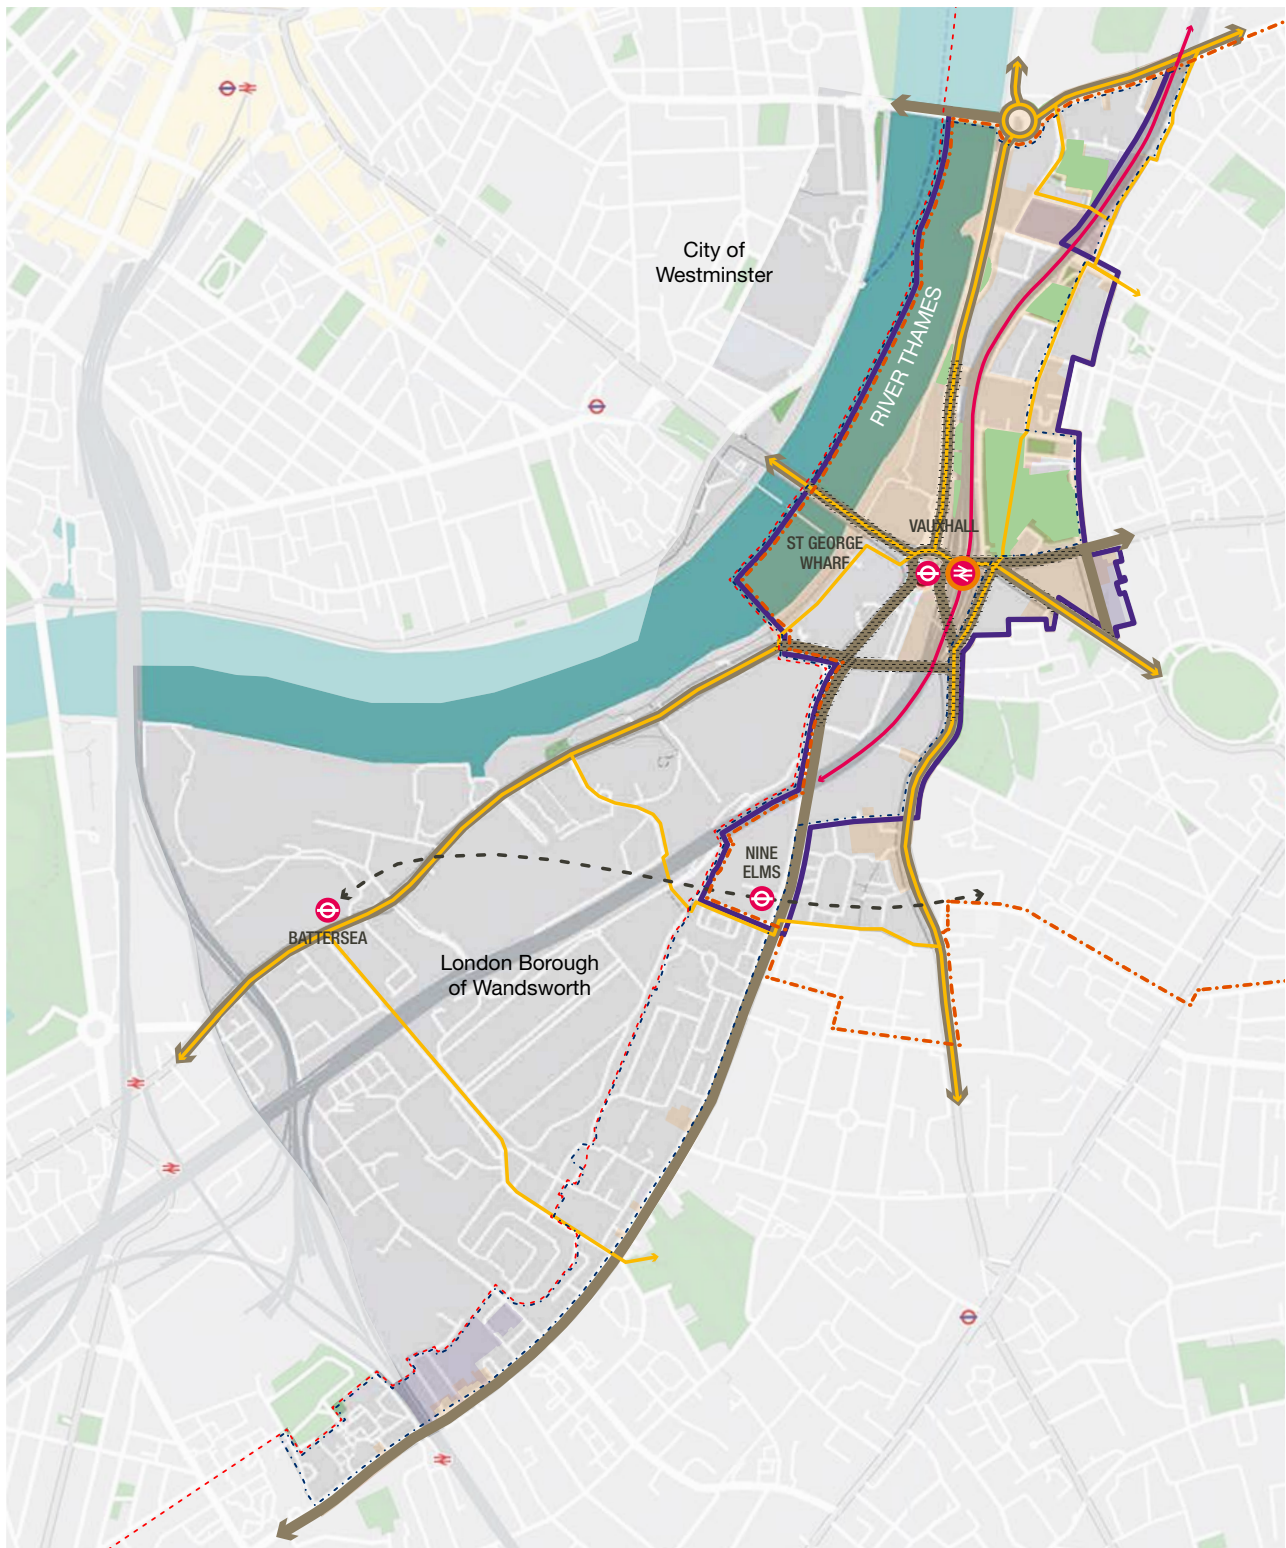 City of
Westminster
RIVER THAMES
VAUXHALL
ST GEORGE
WHARF
NINE
ELMS
BATTERSEA
London Borough
of Wandsworth